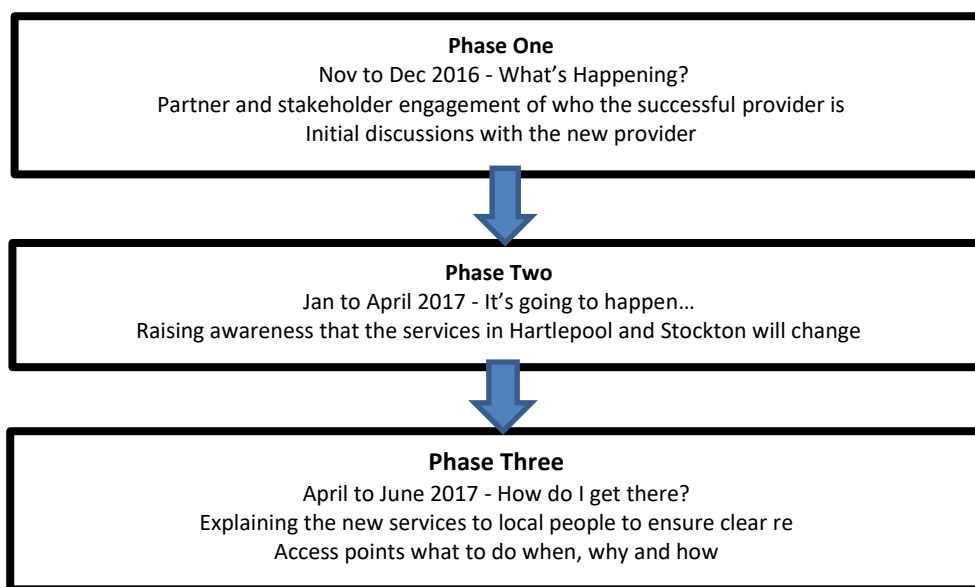 Phase One
Nov to Dec 2016 - What’s Happening?
Partner and stakeholder engagement of who the successful provider is
Initial discussions with the new provider
Phase Two
Jan to April 2017 - It’s going to happen…
Raising awareness that the services in Hartlepool and Stockton will change
Phase Three
April to June 2017 - How do I get there?
Explaining the new services to local people to ensure clear re
Access points what to do when, why and how